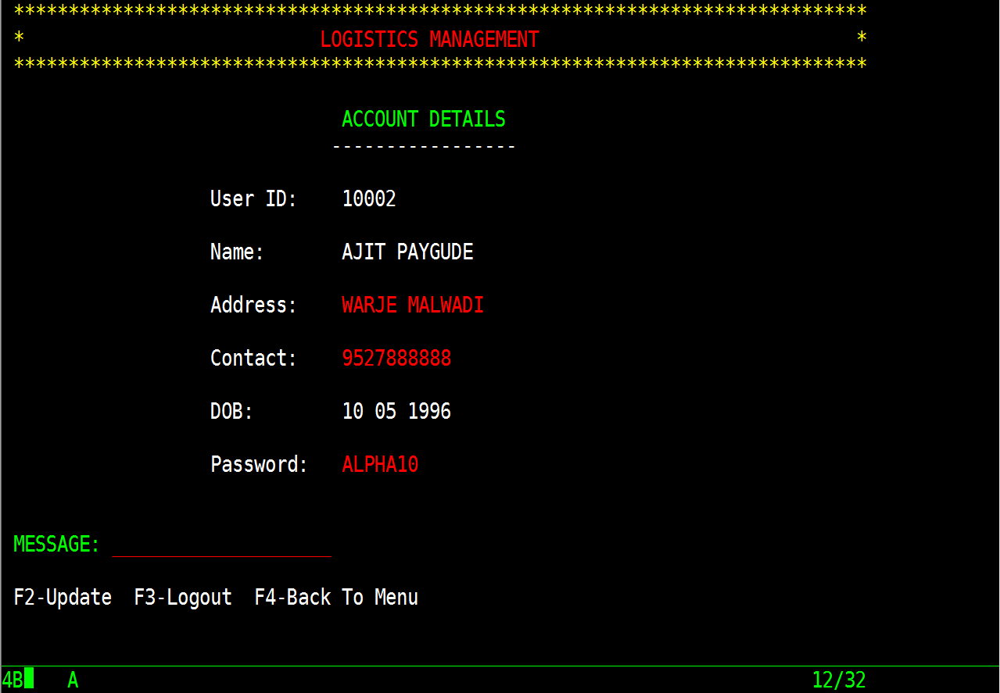 ******************************************************************************
* LOGISTICS MANAGEMENT *
******************************************************************************
ACCOUNT DETAILS
-----------------
User ID: 10002
Name: AJIT PAYGUDE
Address: WARJE MALWADI
Contact: 9527888888
DOB: 10 05 1996
Password: ALPHA10
MESSAGE: ____________________
F2-Update F3-Logout F4-Back To Menu
4B A 12/32